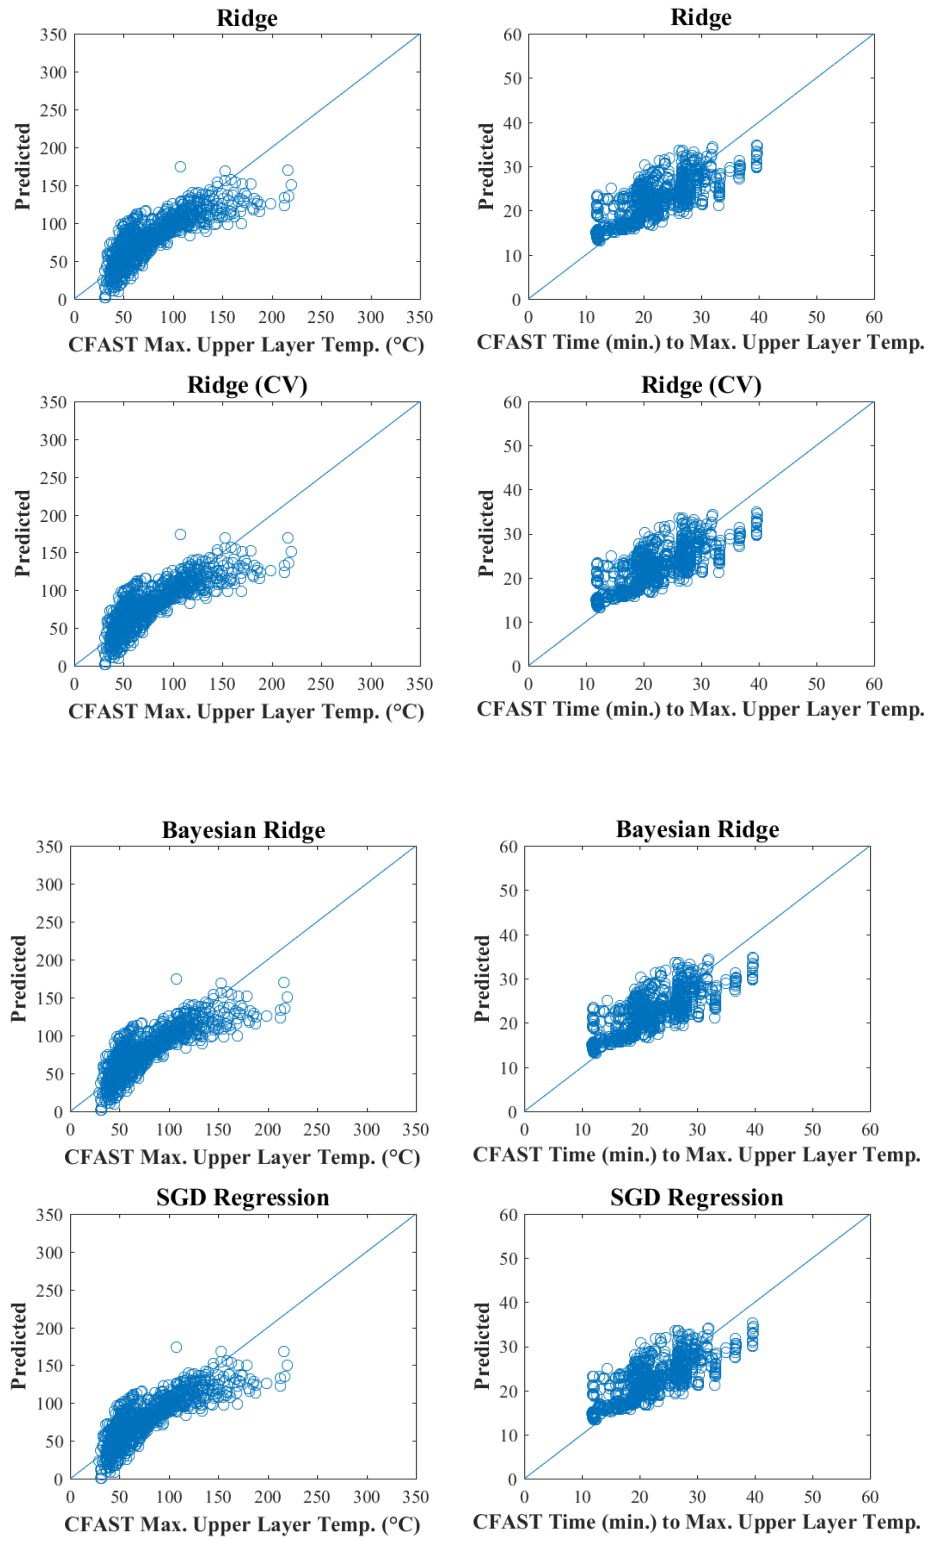 Ridge
350
300
250
200
150
100
50
0
Predicted
0 50 100 150 200 250 300 350
CFAST Max. Upper Layer Temp. (°C)
Ridge
60
50
40
30
20
10
0
Predicted
0 10 20 30 40 50 60
CFAST Time (min.) to Max. Upper Layer Temp.
Ridge (CV)
350
300
250
200
150
100
50
0
Predicted
0 50 100 150 200 250 300 350
CFAST Max. Upper Layer Temp. (°C)
Ridge (CV)
60
50
40
30
20
10
0
Predicted
0 10 20 30 40 50 60
CFAST Time (min.) to Max. Upper Layer Temp.
Bayesian Ridge
350
300
250
200
150
100
50
0
Predicted
0 50 100 150 200 250 300 350
CFAST Max. Upper Layer Temp. (°C)
Bayesian Ridge
60
50
40
30
20
10
0
Predicted
0 10 20 30 40 50 60
CFAST Time (min.) to Max. Upper Layer Temp.
SGD Regression
350
300
250
200
150
100
50
0
Predicted
0 50 100 150 200 250 300 350
CFAST Max. Upper Layer Temp. (°C)
SGD Regression
60
50
40
30
20
10
0
Predicted
0 10 20 30 40 50 60
CFAST Time (min.) to Max. Upper Layer Temp.